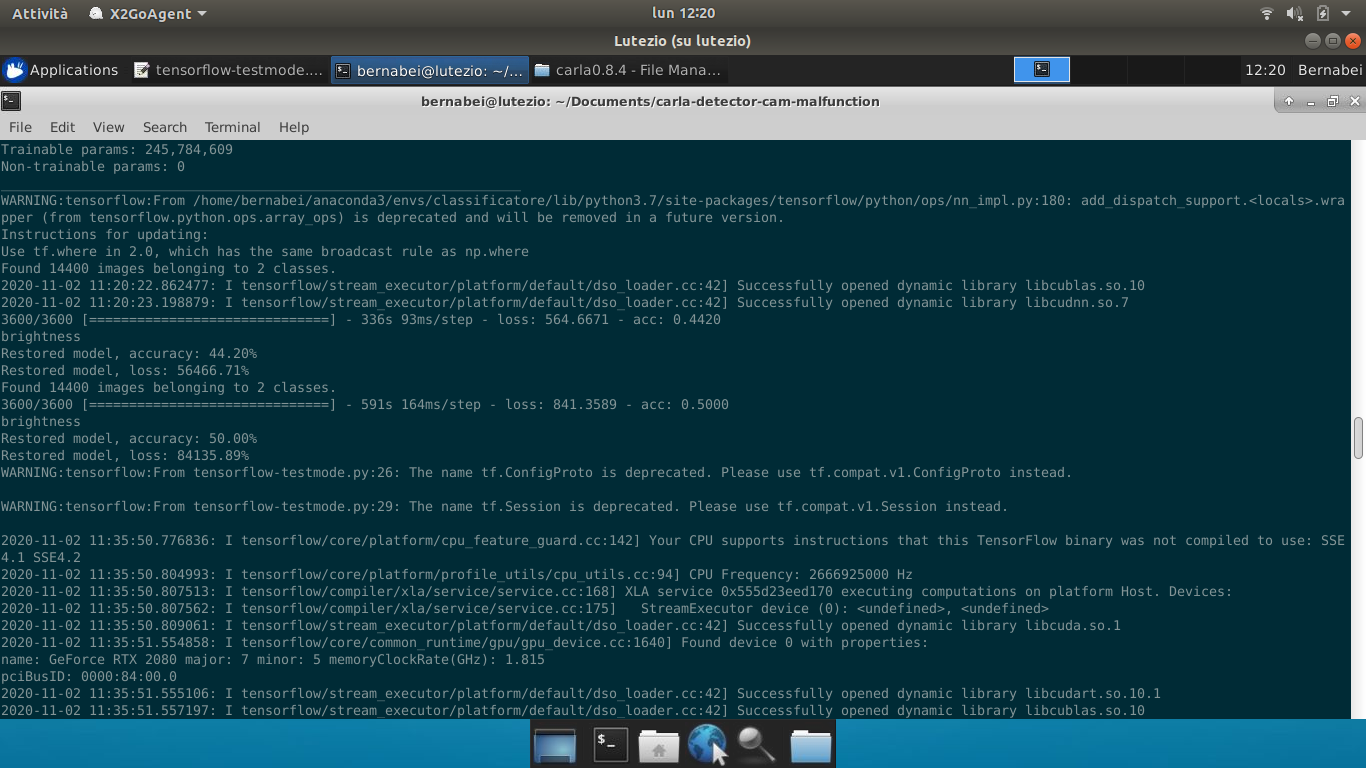 Attività X2GoAgent lun 12:20
Lutezio (su lutezio)
Applications tensorflow-testmode.... bernabei@lutezio: ~/... carla0.8.4 - File Mana... 12:20 Bernabei
bernabei@lutezio: ~/Documents/carla-detector-cam-malfunction
File Edit View Search Terminal Help
Trainable params: 245,784,609
Non-trainable params: 0
_________________________________________________________________
WARNING:tensorflow:From /home/bernabei/anaconda3/envs/classificatore/lib/python3.7/site-packages/tensorflow/python/ops/nn_impl.py:180: add_dispatch_support.<locals>.wra
pper (from tensorflow.python.ops.array_ops) is deprecated and will be removed in a future version.
Instructions for updating:
Use tf.where in 2.0, which has the same broadcast rule as np.where
Found 14400 images belonging to 2 classes.
2020-11-02 11:20:22.862477: I tensorflow/stream_executor/platform/default/dso_loader.cc:42] Successfully opened dynamic library libcublas.so.10
2020-11-02 11:20:23.198879: I tensorflow/stream_executor/platform/default/dso_loader.cc:42] Successfully opened dynamic library libcudnn.so.7
3600/3600 [==============================] - 336s 93ms/step - loss: 564.6671 - acc: 0.4420
brightness
Restored model, accuracy: 44.20%
Restored model, loss: 56466.71%
Found 14400 images belonging to 2 classes.
3600/3600 [==============================] - 591s 164ms/step - loss: 841.3589 - acc: 0.5000
brightness
Restored model, accuracy: 50.00%
Restored model, loss: 84135.89%
WARNING:tensorflow:From tensorflow-testmode.py:26: The name tf.ConfigProto is deprecated. Please use tf.compat.v1.ConfigProto instead.
WARNING:tensorflow:From tensorflow-testmode.py:29: The name tf.Session is deprecated. Please use tf.compat.v1.Session instead.
2020-11-02 11:35:50.776836: I tensorflow/core/platform/cpu_feature_guard.cc:142] Your CPU supports instructions that this TensorFlow binary was not compiled to use: SSE
4.1 SSE4.2
2020-11-02 11:35:50.804993: I tensorflow/core/platform/profile_utils/cpu_utils.cc:94] CPU Frequency: 2666925000 Hz
2020-11-02 11:35:50.807513: I tensorflow/compiler/xla/service/service.cc:168] XLA service 0x555d23eed170 executing computations on platform Host. Devices:
2020-11-02 11:35:50.807562: I tensorflow/compiler/xla/service/service.cc:175]   StreamExecutor device (0): <undefined>, <undefined>
2020-11-02 11:35:50.809061: I tensorflow/stream_executor/platform/default/dso_loader.cc:42] Successfully opened dynamic library libcuda.so.1
2020-11-02 11:35:51.554858: I tensorflow/core/common_runtime/gpu/gpu_device.cc:1640] Found device 0 with properties:
name: GeForce RTX 2080 major: 7 minor: 5 memoryClockRate(GHz): 1.815
pciBusID: 0000:84:00.0
2020-11-02 11:35:51.555106: I tensorflow/stream_executor/platform/default/dso_loader.cc:42] Successfully opened dynamic library libcudart.so.10.1
2020-11-02 11:35:51.557197: I tensorflow/stream_executor/platform/default/dso_loader.cc:42] Successfully opened dynamic library libcublas.so.10